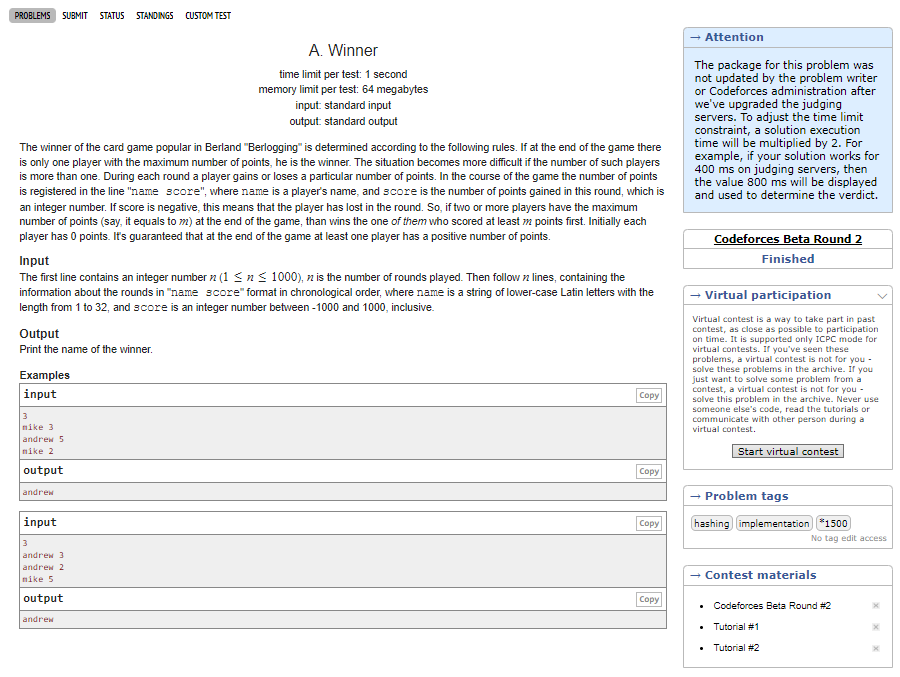 PROBLEMS SUBMIT STATUS STANDINGS CUSTOM TEST
A. Winner
time limit per test: 1 second
memory limit per test: 64 megabytes
input: standard input
output: standard output
The winner of the card game popular in Berland "Berlogging" is determined according to the following rules. If at the end of the game there
is only one player with the maximum number of points, he is the winner. The situation becomes more difficult if the number of such players
is more than one. During each round a player gains or loses a particular number of points. In the course of the game the number of points
is registered in the line "name score", where name is a player's name, and score is the number of points gained in this round, which is
an integer number. If score is negative, this means that the player has lost in the round. So, if two or more players have the maximum
number of points (say, it equals to m) at the end of the game, than wins the one of them who scored at least m points first. Initially each
player has 0 points. It's guaranteed that at the end of the game at least one player has a positive number of points.
Input
The first line contains an integer number n (1 ≤ n ≤ 1000), n is the number of rounds played. Then follow n lines, containing the
information about the rounds in "name score" format in chronological order, where name is a string of lower-case Latin letters with the
length from 1 to 32, and score is an integer number between -1000 and 1000, inclusive.
Output
Print the name of the winner.
Examples
input
Copy
3
mike 3
andrew 5
mike 2
output
Copy
andrew
input
Copy
3
andrew 3
andrew 2
mike 5
output
Copy
andrew
→ Attention
The package for this problem was
not updated by the problem writer
or Codeforces administration after
we've upgraded the judging
servers. To adjust the time limit
constraint, a solution execution
time will be multiplied by 2. For
example, if your solution works for
400 ms on judging servers, then
the value 800 ms will be displayed
and used to determine the verdict.
Codeforces Beta Round 2
Finished
→ Virtual participation
Virtual contest is a way to take part in past
contest, as close as possible to participation
on time. It is supported only ICPC mode for
virtual contests. If you've seen these
problems, a virtual contest is not for you -
solve these problems in the archive. If you
just want to solve some problem from a
contest, a virtual contest is not for you -
solve this problem in the archive. Never use
someone else's code, read the tutorials or
communicate with other person during a
virtual contest.
Start virtual contest
→ Problem tags
hashing implementation *1500
No tag edit access
→ Contest materials
Codeforces Beta Round #2
Tutorial #1
Tutorial #2